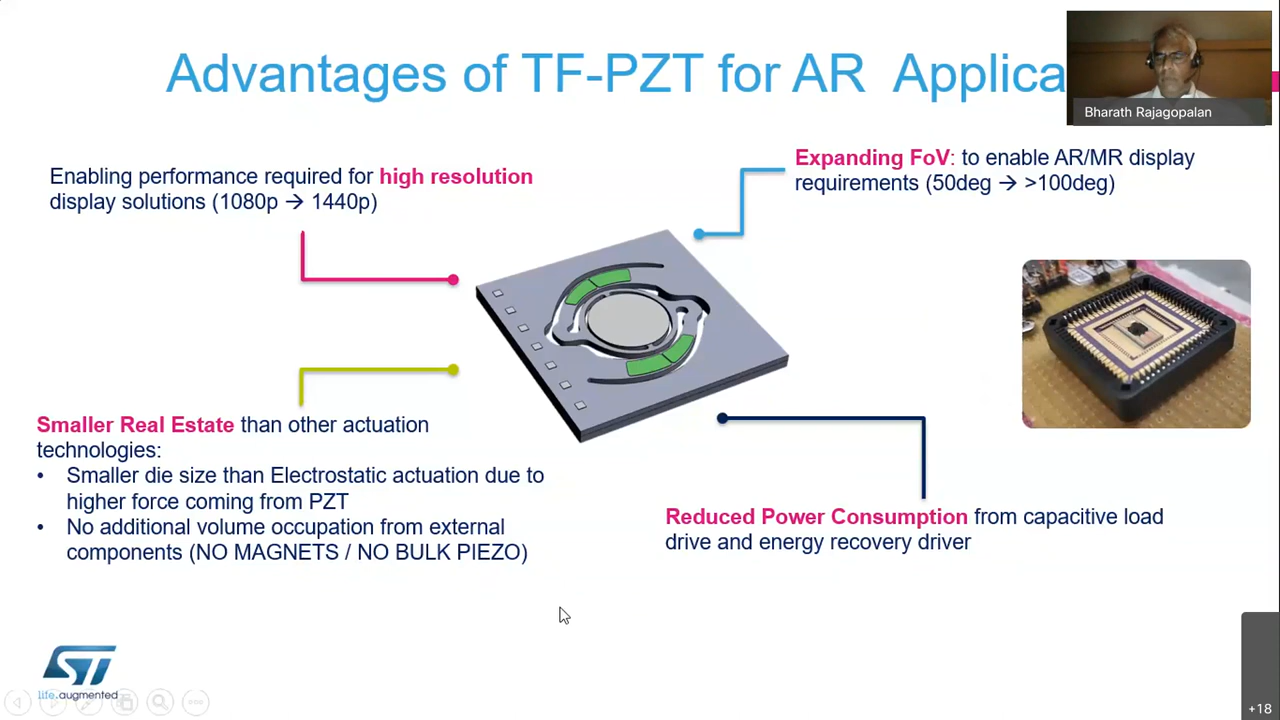 Advantages of TF-PZT for AR Applica
Bharath Rajagopalan
Enabling performance required for high resolution
display solutions (1080p → 1440p)
Expanding FoV: to enable AR/MR display
requirements (50deg → >100deg)
Smaller Real Estate than other actuation
technologies:
• Smaller die size than Electrostatic actuation due to
higher force coming from PZT
• No additional volume occupation from external
components (NO MAGNETS / NO BULK PIEZO)
Reduced Power Consumption from capacitive load
drive and energy recovery driver
ST
life.augmented
+18